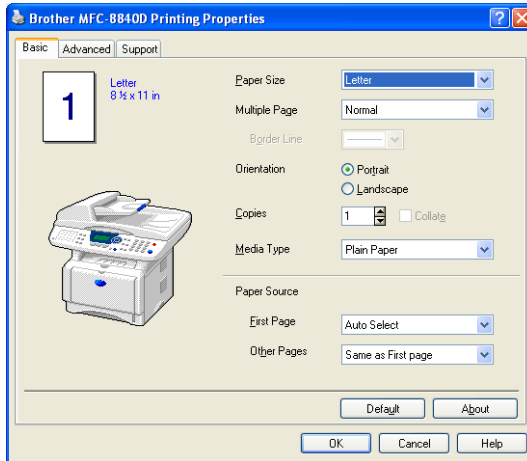 Brother MFC-8840D Printing Properties
Basic Advanced Support
1
Letter
8 ½ x 11 in
Paper Size Letter
Multiple Page Normal
Border Line
Orientation Portrait
Landscape
Copies 1 Collate
Media Type Plain Paper
Paper Source
First Page Auto Select
Other Pages Same as First page
Default About
OK Cancel Help